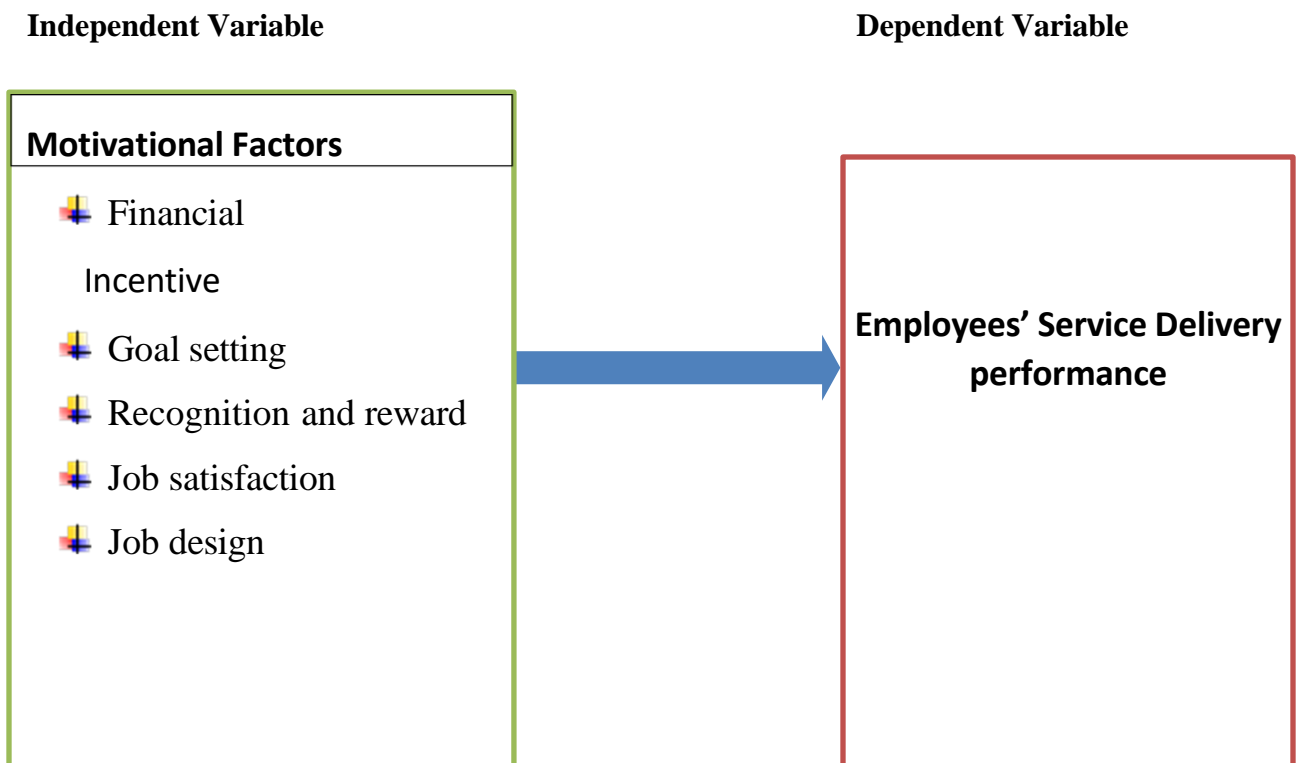 Independent Variable
Dependent Variable
Motivational Factors
Financial
Incentive
Goal setting
Recognition and reward
Job satisfaction
Job design
Employees’ Service Delivery
performance